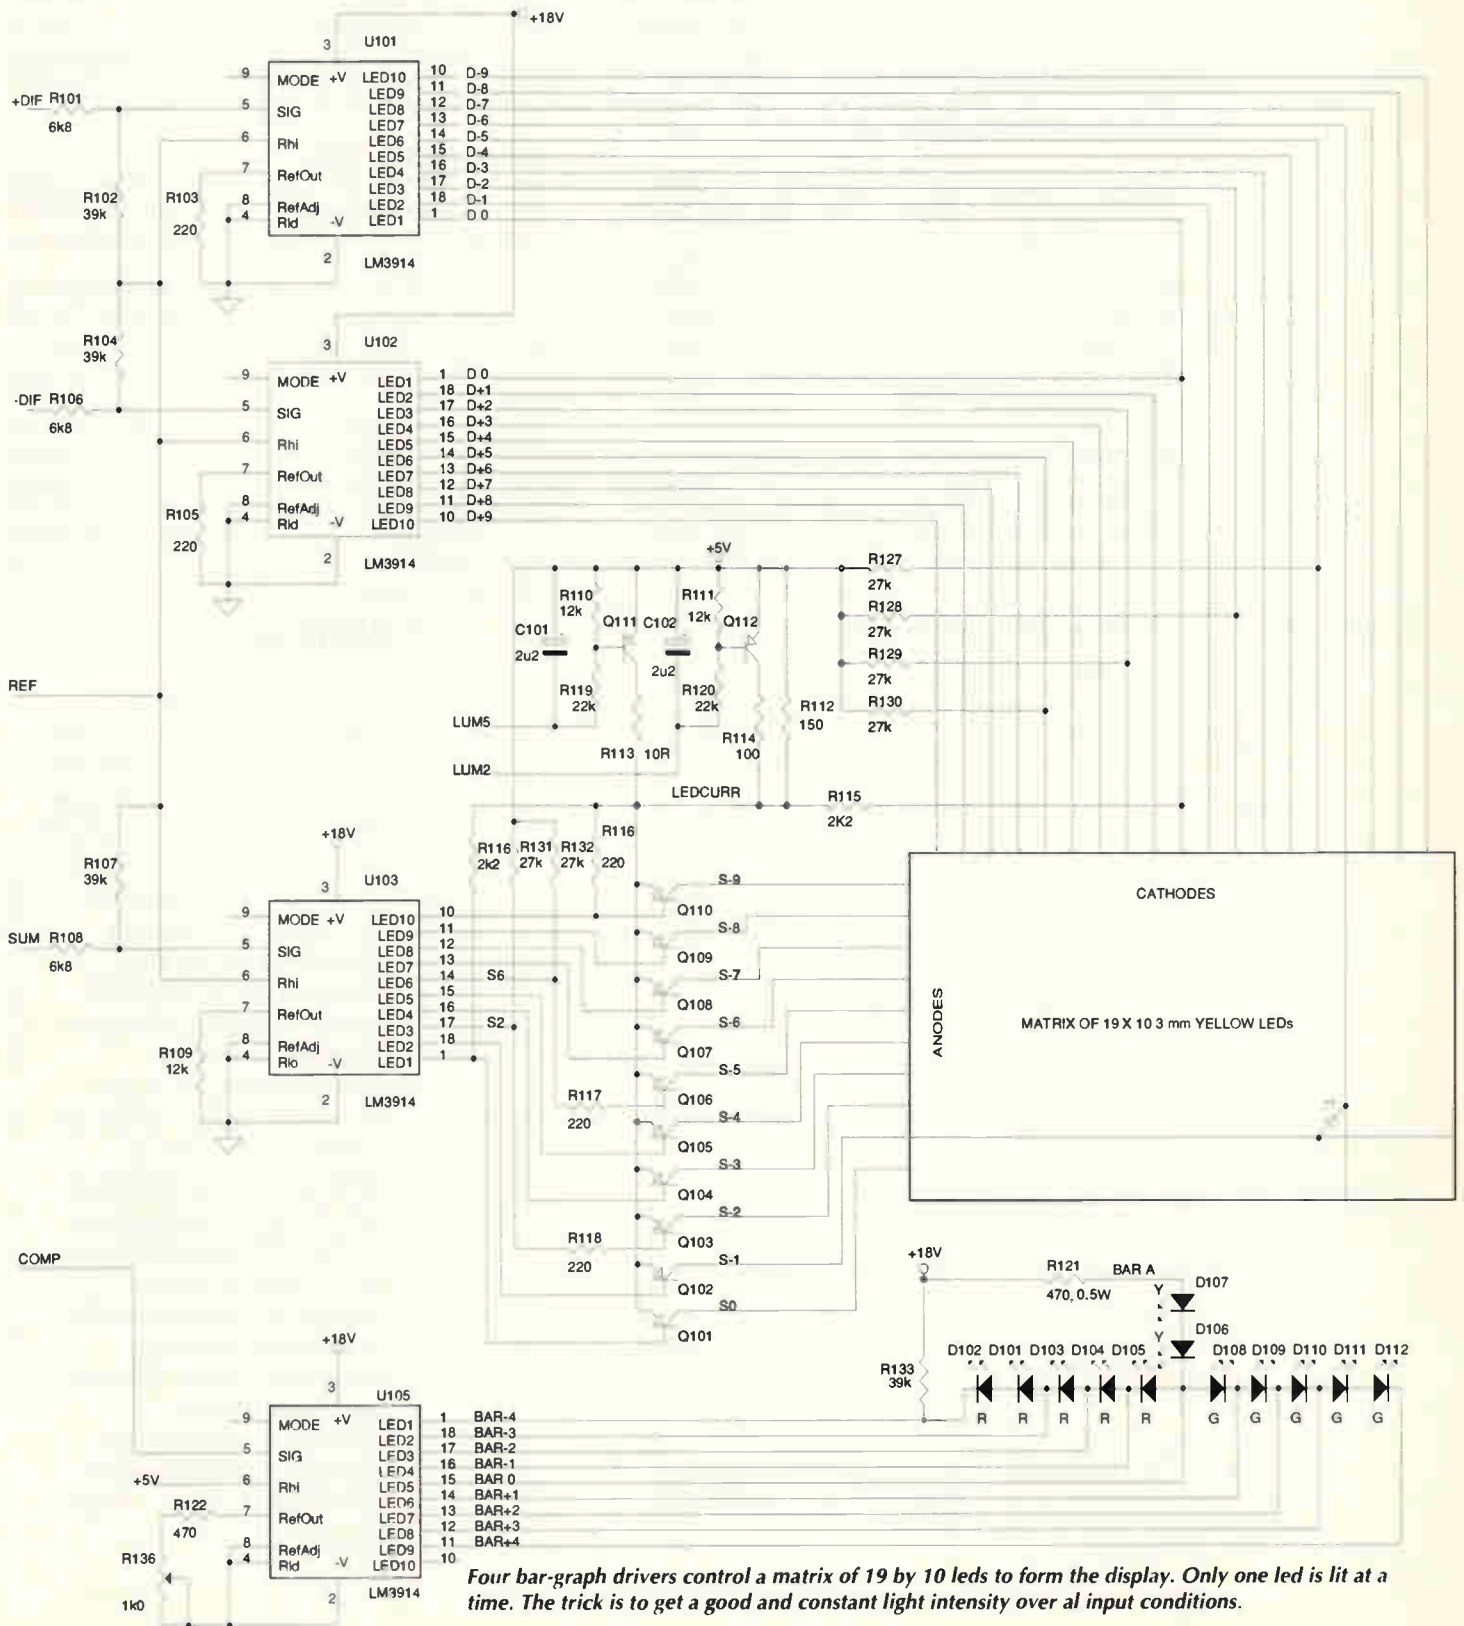 +18V
3 U101
9 MODE +V LED10 10 D-9
LED9 11 D-8
+DIF R101 5 SIG LED8 12 D-7
6k8 LED7 13 D-6
6 Rhi LED6 14 D-5
LED5 15 D-4
7 RefOut LED4 16 D-3
LED3 17 D-2
R102 R103 8 RefAdj LED2 18 D-1
39k 4 Rld -V LED1 1 D 0
220
2 LM3914
R104
39k
3 U102
9 MODE +V LED1 1 D 0
LED2 18 D+1
-DIF R106 5 SIG LED3 17 D+2
6k8 LED4 16 D+3
6 Rhi LED5 15 D+4
LED6 14 D+5
7 RefOut LED7 13 D+6
LED8 12 D+7
8 RefAdj LED9 11 D+8
R105 4 Rld -V LED10 10 D+9
220
2 LM3914
+5V
R127
27k
R110 R111
12k 12k
R128
27k
C101 Q111 C102 Q112
2u2 2u2
R129
27k
REF
R119 R120
22k 22k
R130
27k
R112
150
LUM5
R113 10R
R114
100
LUM2
LEDCURR
R115
2K2
+18V
R116
R116 R131 R132
2k2 27k 27k 220
R107
39k
3 U103
9 MODE +V LED10 10
LED9 11
SUM R108 5 SIG LED8 12
6k8 LED7 13
6 Rhi LED6 14 S6
LED5 15
7 RefOut LED4 16
LED3 17 S2
8 RefAdj LED2 18
R109 4 Rlo -V LED1 1
12k
2 LM3914
S-9
Q110
S-8
Q109
S-7
Q108
S-6
Q107
S-5
R117 Q106
220 S-4
Q105
S-3
Q104
S-2
R118 Q103
220 S-1
Q102
S0
Q101
CATHODES
ANODES
MATRIX OF 19 X 10 3 mm YELLOW LEDs
COMP
+18V
R121 BAR A
470, 0.5W
Y D107
Y D106
R133
39k
D102 D101 D103 D104 D105 D108 D109 D110 D111 D112
R R R R R G G G G G
+18V
3 U105
9 MODE +V LED1 1 BAR-4
LED2 18 BAR-3
5 SIG LED3 17 BAR-2
LED4 16 BAR-1
+5V 6 Rhi LED5 15 BAR 0
LED6 14 BAR+1
R122 7 RefOut LED7 13 BAR+2
470 LED8 12 BAR+3
8 RefAdj LED9 11 BAR+4
R136 4 Rld -V LED10 10
1k0
2 LM3914
Four bar-graph drivers control a matrix of 19 by 10 leds to form the display. Only one led is lit at a
time. The trick is to get a good and constant light intensity over al input conditions.